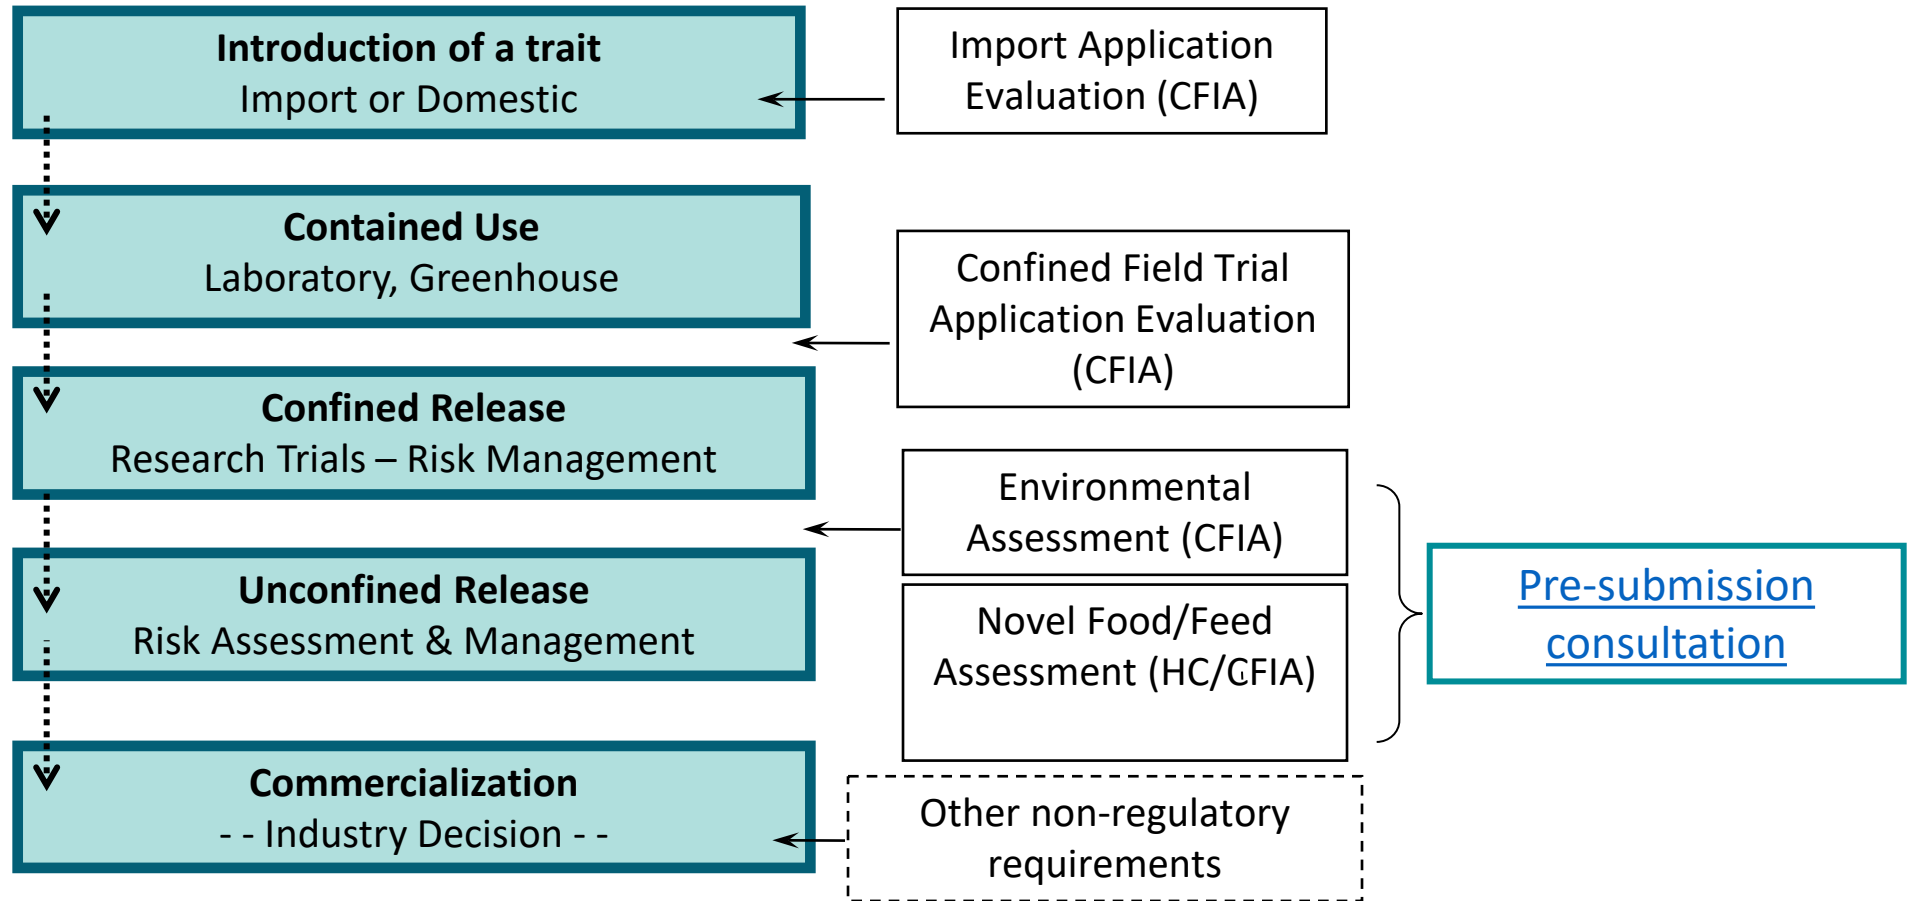 Introduction of a trait
Import or Domestic
Import Application
Evaluation (CFIA)
Contained Use
Laboratory, Greenhouse
Confined Field Trial
Application Evaluation
(CFIA)
Confined Release
Research Trials – Risk Management
Environmental
Assessment (CFIA)
Unconfined Release
Risk Assessment & Management
Novel Food/Feed
Assessment (HC/CFIA)
Pre-submission
consultation
Commercialization
- - Industry Decision - -
Other non-regulatory
requirements